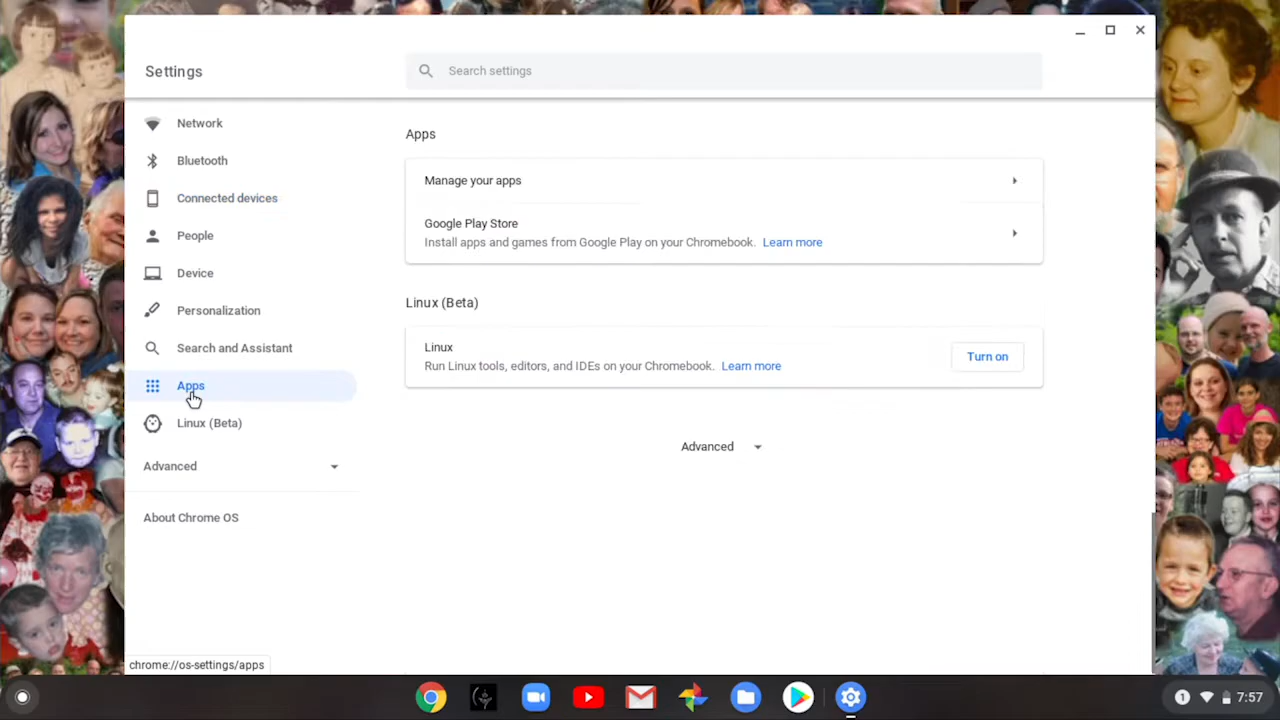 Settings
Search settings
Network
Bluetooth
Connected devices
People
Device
Personalization
Search and Assistant
Apps
Linux (Beta)
Advanced
About Chrome OS
Apps
Manage your apps
Google Play Store
Install apps and games from Google Play on your Chromebook. Learn more
Linux (Beta)
Linux
Run Linux tools, editors, and IDEs on your Chromebook. Learn more
Turn on
Advanced
chrome://os-settings/apps
1
7:57